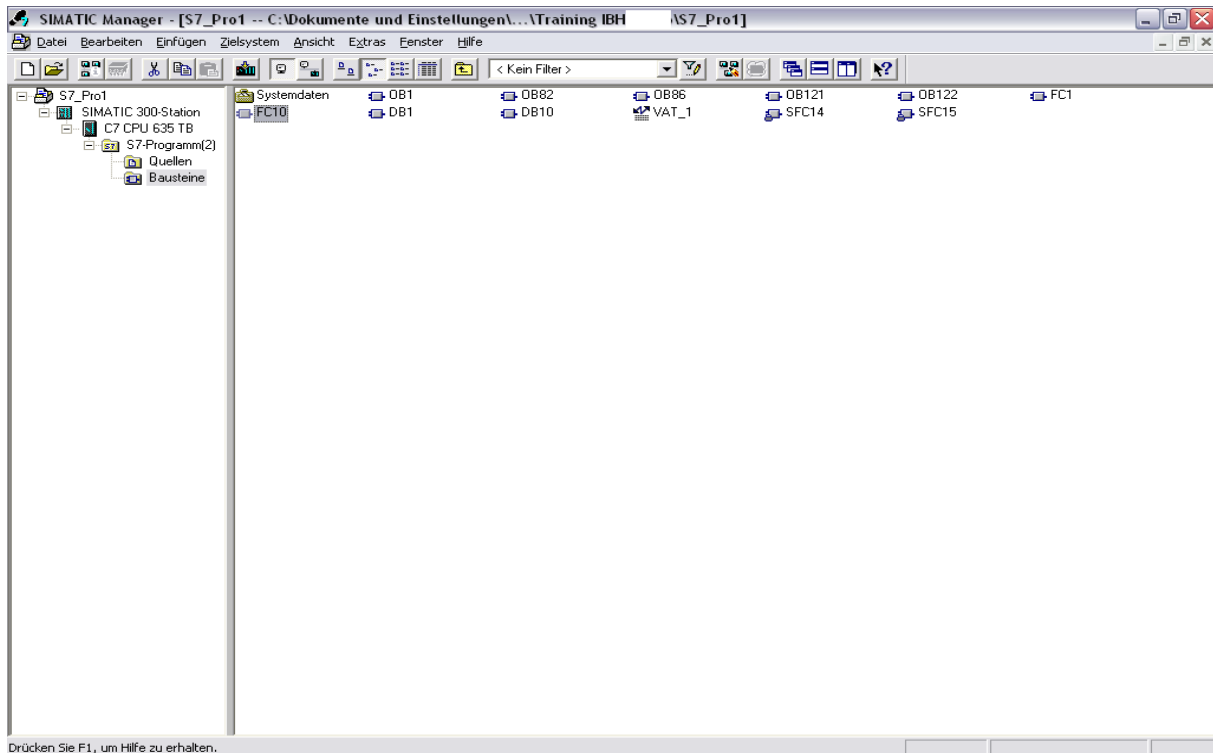 SIMATIC Manager - [S7_Pro1 -- C:\Dokumente und Einstellungen\...\Training IBH \S7_Pro1]
Datei Bearbeiten Einfügen Zielsystem Ansicht Extras Fenster Hilfe
< Kein Filter >
S7_Pro1
SIMATIC 300-Station
C7 CPU 635 TB
S7-Programm(2)
Quellen
Bausteine
Systemdaten OB1 OB82 OB86 OB121 OB122 FC1
FC10 DB1 DB10 VAT_1 SFC14 SFC15
Drücken Sie F1, um Hilfe zu erhalten.